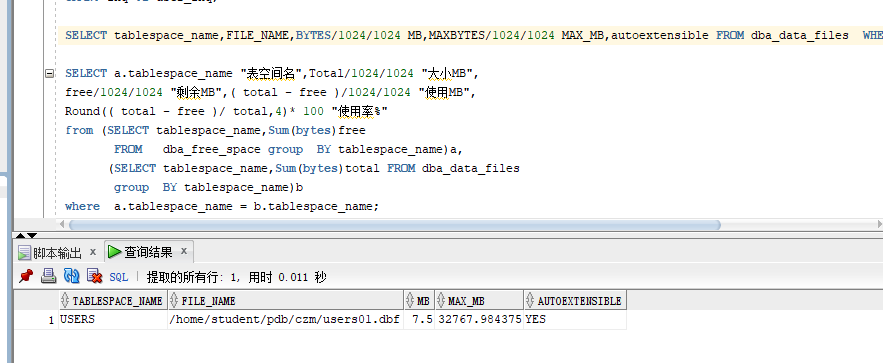 SELECT tablespace_name,FILE_NAME,BYTES/1024/1024 MB,MAXBYTES/1024/1024 MAX_MB,autoextensible FROM dba_data_files  WHE
SELECT a.tablespace_name "表空间名",Total/1024/1024 "大小MB",
free/1024/1024 "剩余MB",( total - free )/1024/1024 "使用MB",
Round(( total - free )/ total,4)* 100 "使用率%"
from (SELECT tablespace_name,Sum(bytes)free
FROM   dba_free_space group  BY tablespace_name)a,
(SELECT tablespace_name,Sum(bytes)total FROM dba_data_files
group  BY tablespace_name)b
where  a.tablespace_name = b.tablespace_name;
脚本输出 × 查询结果 ×
SQL | 提取的所有行: 1, 用时 0.011 秒
TABLESPACE_NAME FILE_NAME MB MAX_MB AUTOEXTENSIBLE
1 USERS /home/student/pdb/czm/users01.dbf 7.5 32767.984375 YES